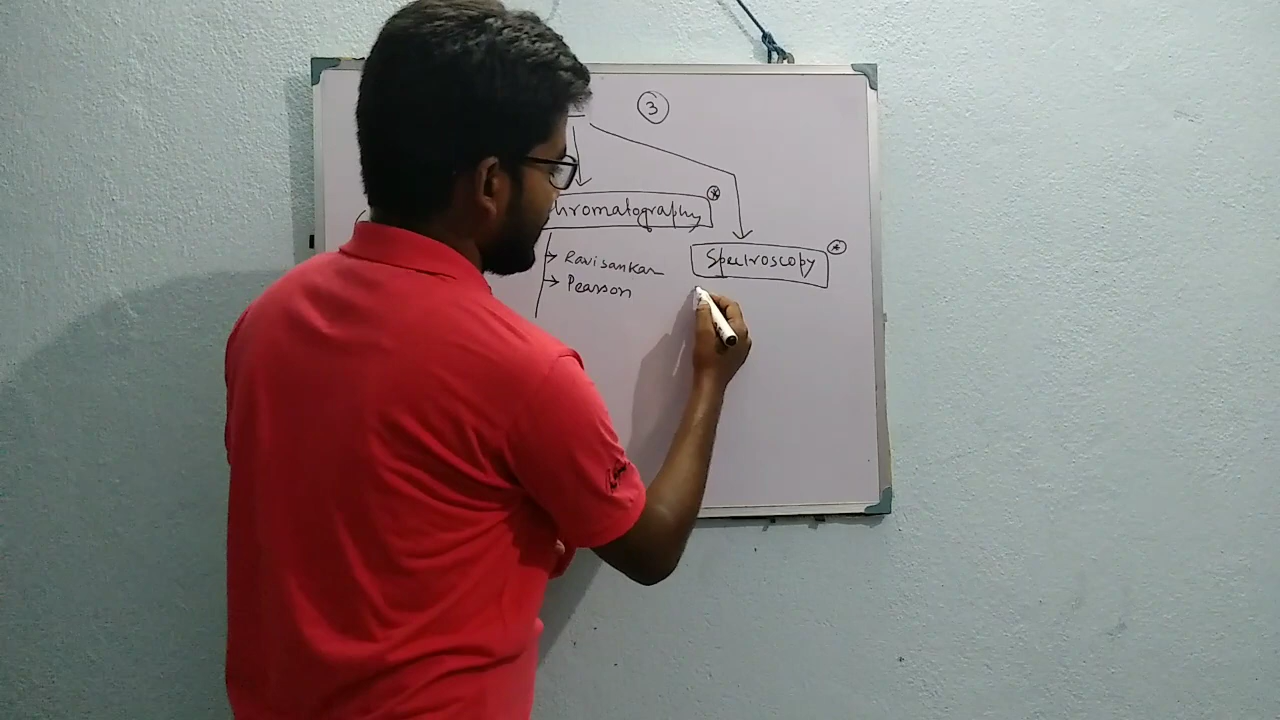 3
hromatography *
Spectroscopy *
→ Ravisankar
→ Pearson